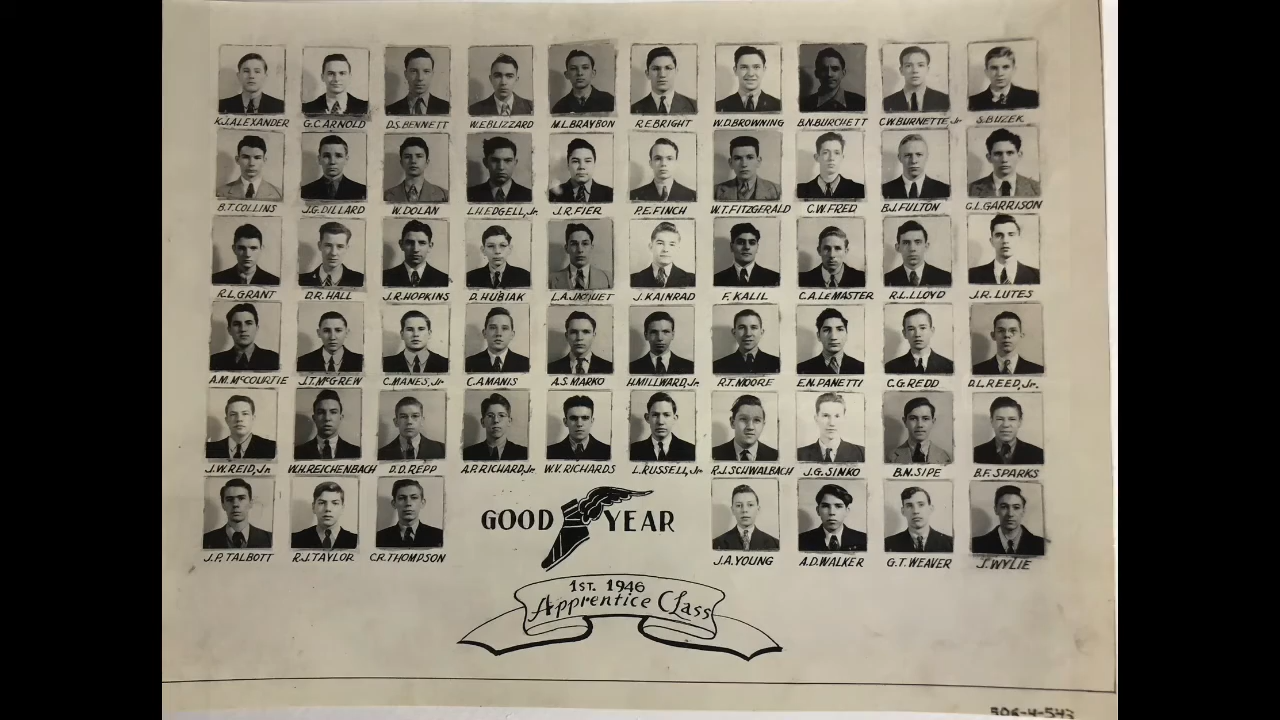 K.J.ALEXANDER G.C.ARNOLD D.S.BENNETT W.E.BLIZZARD M.L.BRAYBON R.E.BRIGHT W.D.BROWNING B.N.BURCHETT C.W.BURNETTE, Jr S.BUZEK
B.T.COLLINS J.G.DILLARD W.DOLAN L.H.EDGELL, Jr. J.R.FIER P.E.FINCH W.T.FITZGERALD C.W.FRED B.J.FULTON G.L.GARRISON
R.L.GRANT D.R.HALL J.R.HOPKINS D.HUBIAK L.A.JACQUET J.KAINRAD F.KALIL C.A.LEMASTER R.L.LLOYD J.R.LUTES
A.M.McCOURTIE J.T.McGREW C.MANES, Jr C.A.MANIS A.S.MARKO H.MILLWARD, Jr. R.T.MOORE E.N.PANETTI C.G.REDD D.L.REED, Jr.
J.W.REID, Jr W.H.REICHENBACH D.D.REPP A.P.RICHARD, Jr. W.V.RICHARDS L.RUSSELL, Jr R.J.SCHWALBACH J.G.SINKO B.N.SIPE B.F.SPARKS
GOOD YEAR
J.P.TALBOTT R.J.TAYLOR C.R.THOMPSON J.A.YOUNG A.D.WALKER G.T.WEAVER J.WYLIE
1ST. 1946
Apprentice Class
506-4-543